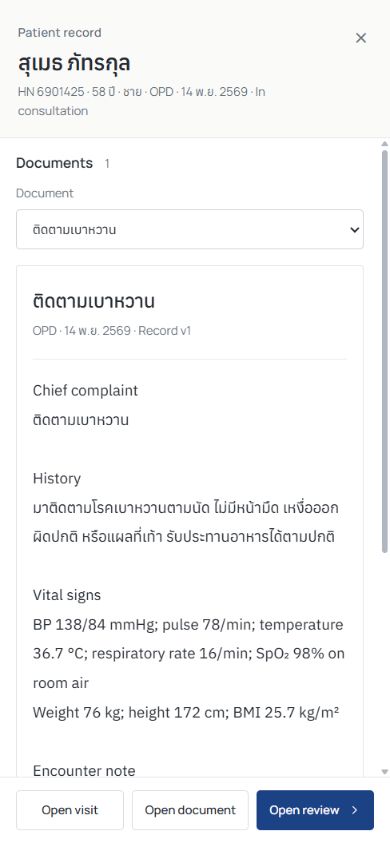 Patient record
สุเมธ ภัทรกุล
HN 6901425 · 58 ปี · ชาย · OPD · 14 พ.ย. 2569 · In
consultation
Documents 1
Document
ติดตามเบาหวาน
ติดตามเบาหวาน
OPD · 14 พ.ย. 2569 · Record v1
Chief complaint
ติดตามเบาหวาน
History
มาติดตามโรคเบาหวานตามนัด ไม่มีหน้ามืด เหงื่อออก
ผิดปกติ หรือแผลที่เท้า รับประทานอาหารได้ตามปกติ
Vital signs
BP 138/84 mmHg; pulse 78/min; temperature
36.7 °C; respiratory rate 16/min; SpO₂ 98% on
room air
Weight 76 kg; height 172 cm; BMI 25.7 kg/m²
Encounter note
Open visit
Open document
Open review